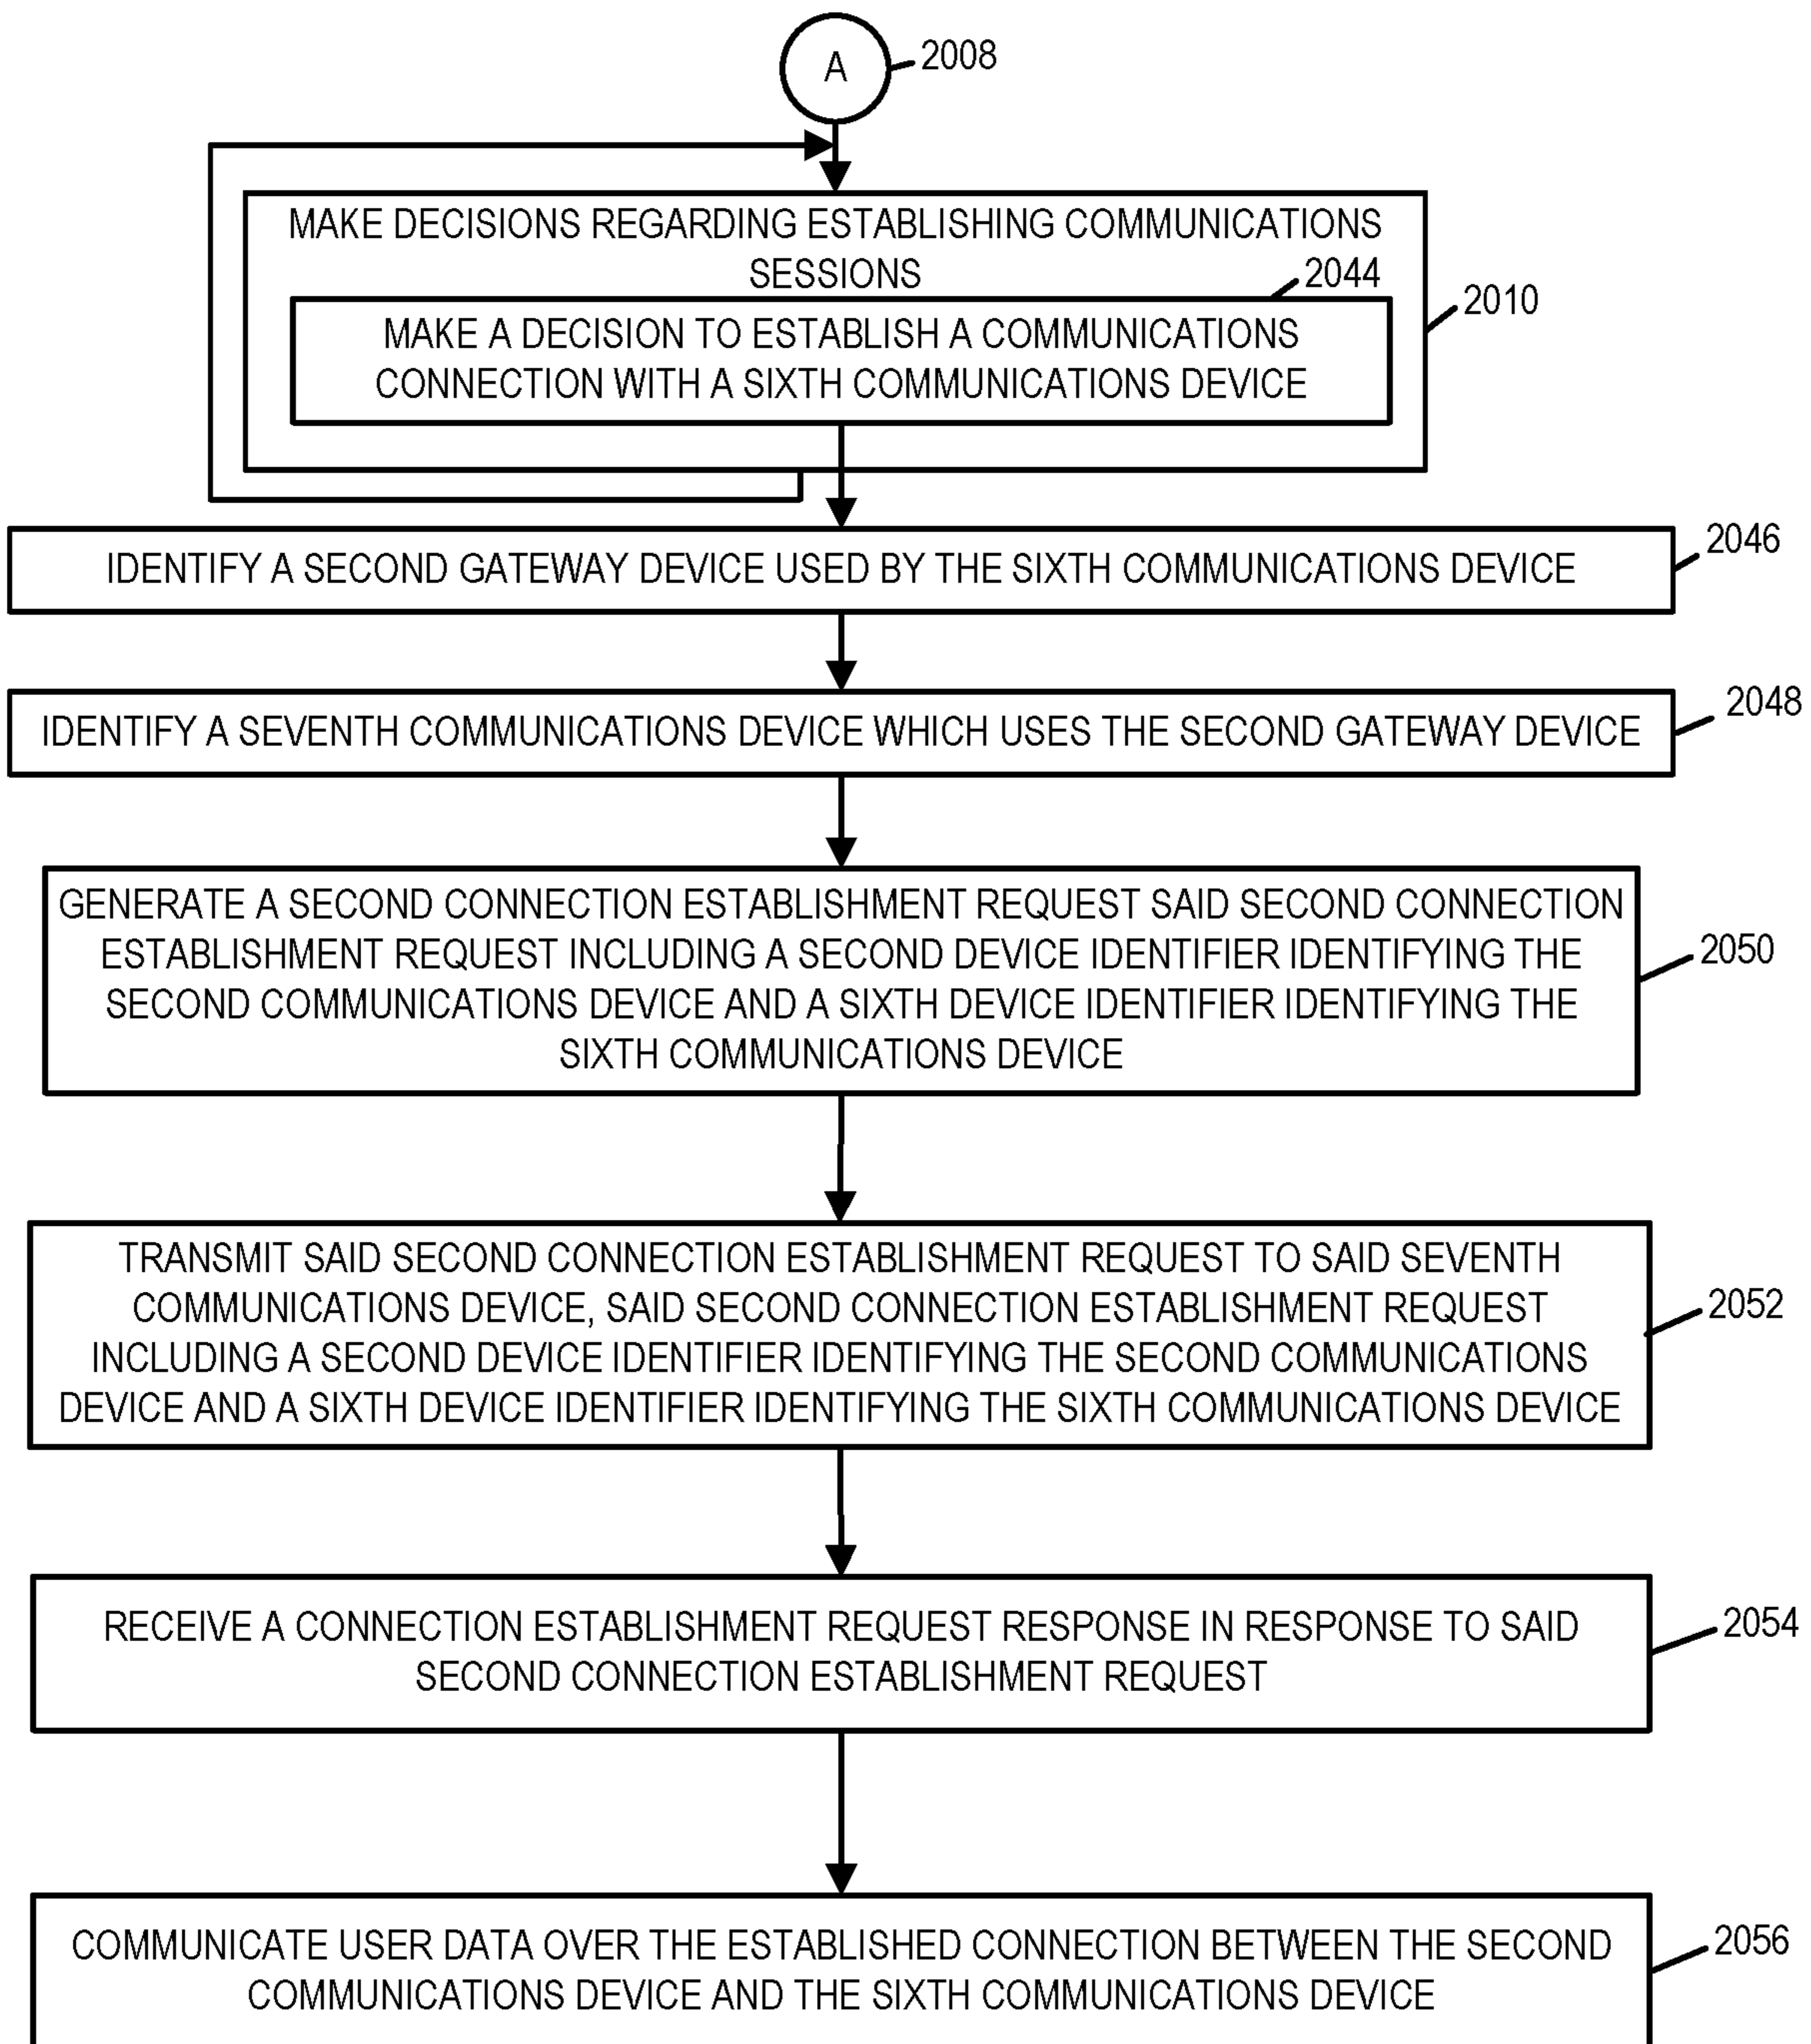 A
2008
MAKE DECISIONS REGARDING ESTABLISHING COMMUNICATIONS
SESSIONS
2044
2010
MAKE A DECISION TO ESTABLISH A COMMUNICATIONS
CONNECTION WITH A SIXTH COMMUNICATIONS DEVICE
2046
IDENTIFY A SECOND GATEWAY DEVICE USED BY THE SIXTH COMMUNICATIONS DEVICE
2048
IDENTIFY A SEVENTH COMMUNICATIONS DEVICE WHICH USES THE SECOND GATEWAY DEVICE
GENERATE A SECOND CONNECTION ESTABLISHMENT REQUEST SAID SECOND CONNECTION
ESTABLISHMENT REQUEST INCLUDING A SECOND DEVICE IDENTIFIER IDENTIFYING THE
SECOND COMMUNICATIONS DEVICE AND A SIXTH DEVICE IDENTIFIER IDENTIFYING THE
SIXTH COMMUNICATIONS DEVICE
2050
TRANSMIT SAID SECOND CONNECTION ESTABLISHMENT REQUEST TO SAID SEVENTH
COMMUNICATIONS DEVICE, SAID SECOND CONNECTION ESTABLISHMENT REQUEST
INCLUDING A SECOND DEVICE IDENTIFIER IDENTIFYING THE SECOND COMMUNICATIONS
DEVICE AND A SIXTH DEVICE IDENTIFIER IDENTIFYING THE SIXTH COMMUNICATIONS DEVICE
2052
RECEIVE A CONNECTION ESTABLISHMENT REQUEST RESPONSE IN RESPONSE TO SAID
SECOND CONNECTION ESTABLISHMENT REQUEST
2054
COMMUNICATE USER DATA OVER THE ESTABLISHED CONNECTION BETWEEN THE SECOND
COMMUNICATIONS DEVICE AND THE SIXTH COMMUNICATIONS DEVICE
2056